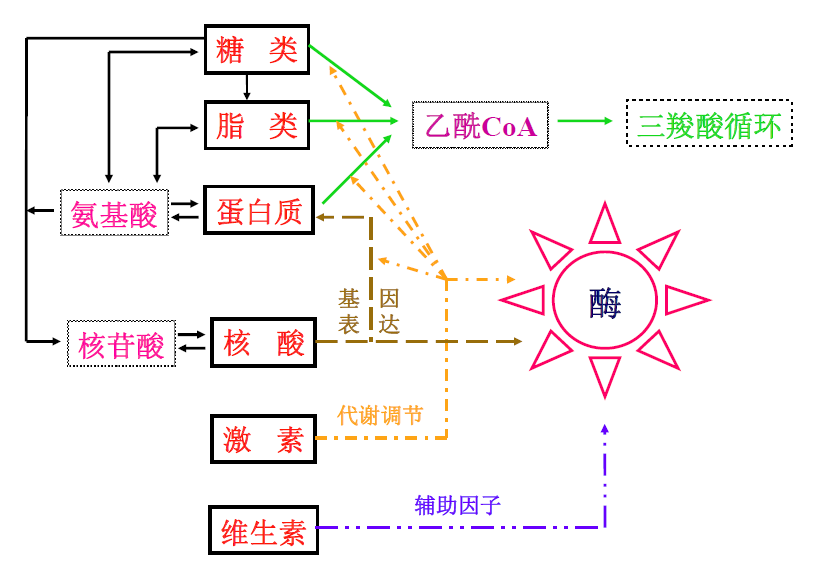 糖 类
脂 类
乙酰CoA
三羧酸循环
氨基酸
蛋白质
酶
基因
表达
核苷酸
核 酸
代谢调节
激 素
辅助因子
维生素